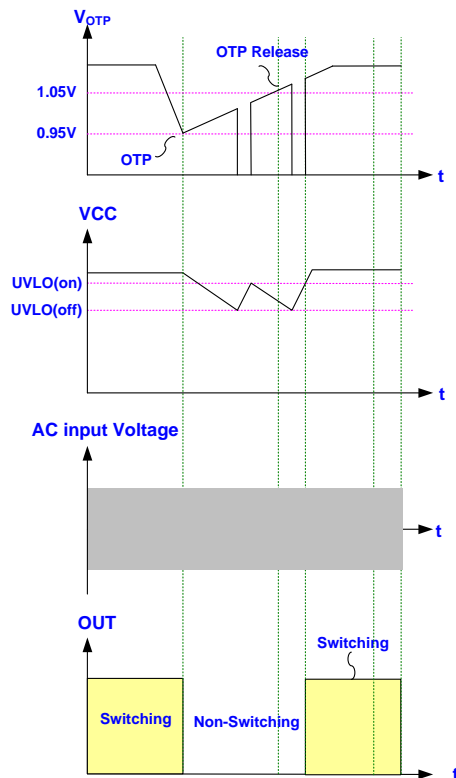 VOTP
OTP Release
1.05V
0.95V
OTP
t
VCC
UVLO(on)
UVLO(off)
t
AC input Voltage
t
OUT
Switching
Switching
Non-Switching
t